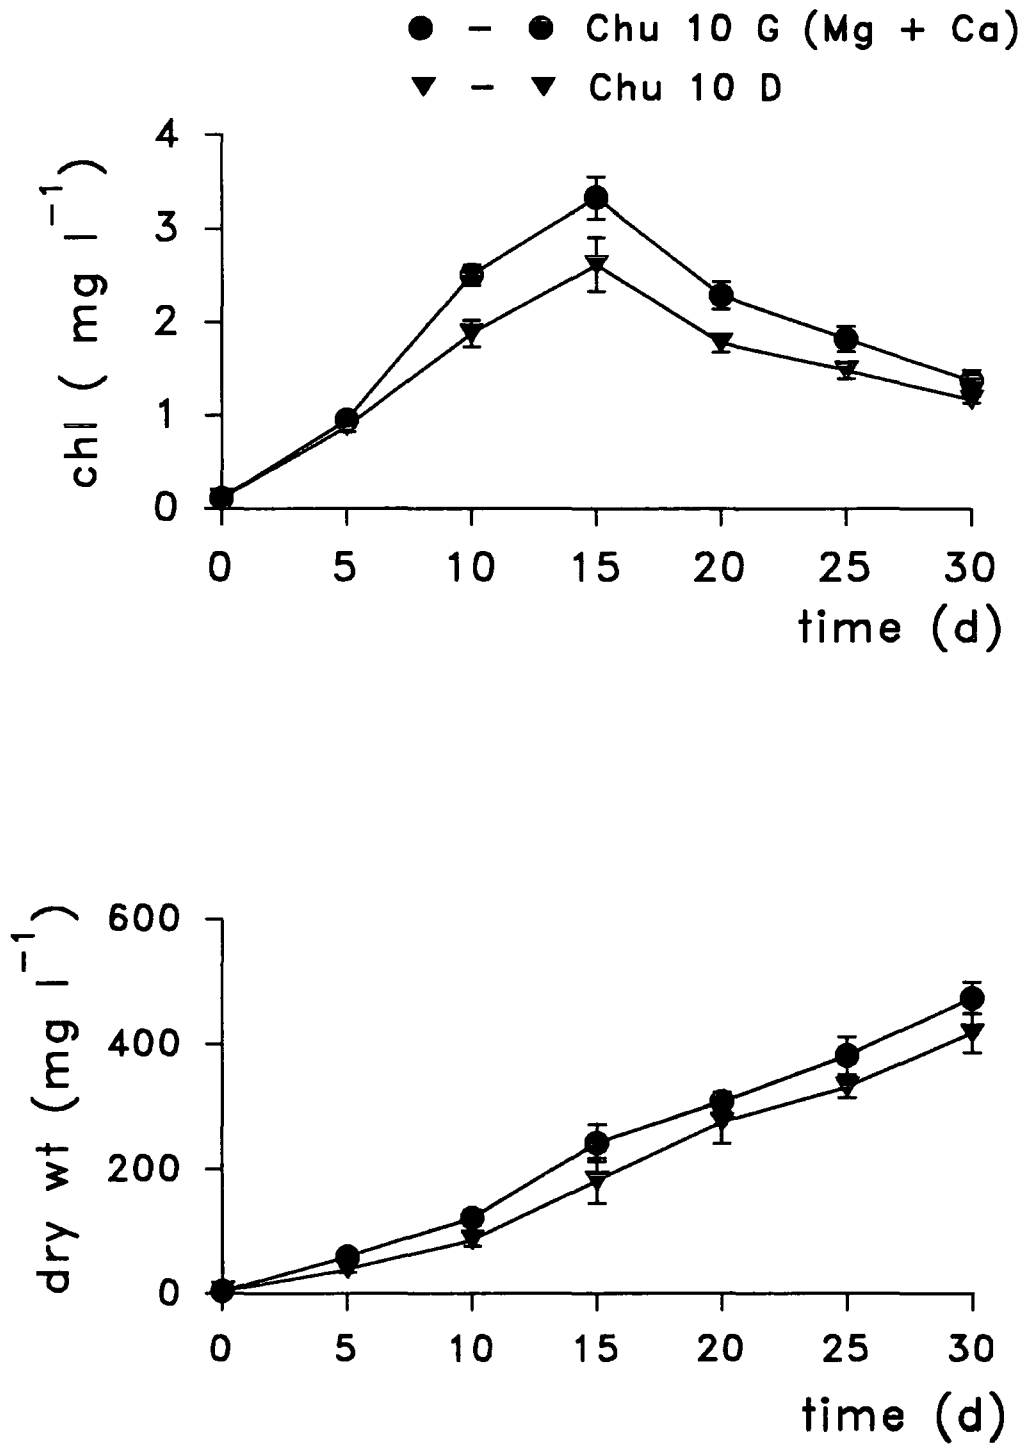 ● – ● Chu 10 G (Mg + Ca)
▼ – ▼ Chu 10 D
chl ( mg l⁻¹)
4
3
2
1
0
0 5 10 15 20 25 30
time (d)
dry wt (mg l⁻¹)
600
400
200
0
0 5 10 15 20 25 30
time (d)